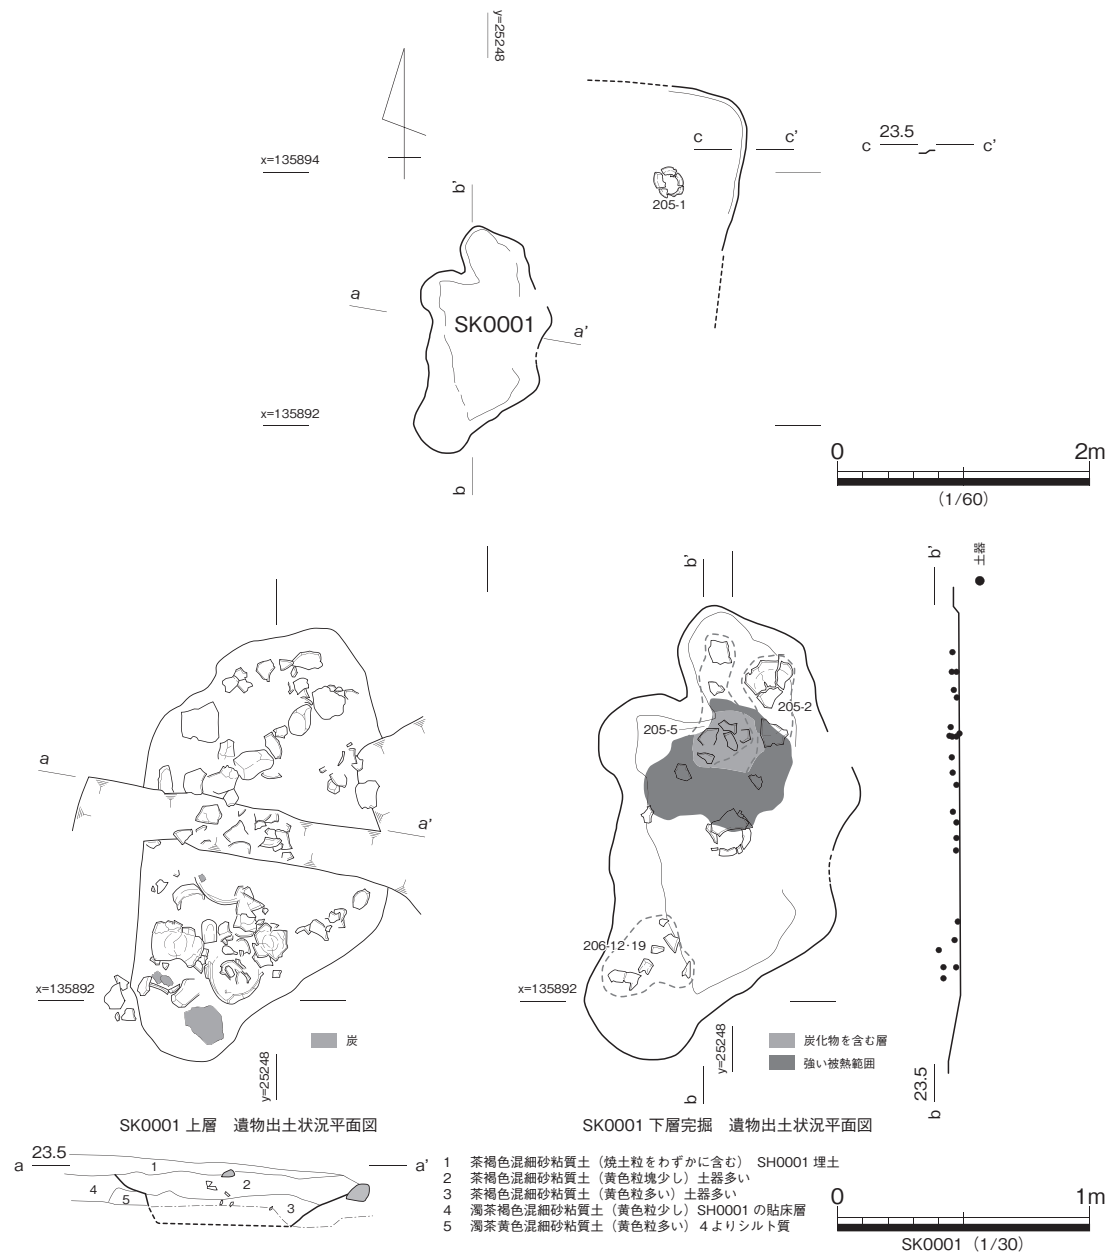 y=25248
x=135894
b'
c
c'
23.5
c
c'
205-1
a
SK0001
a'
x=135892
b
0
2m
(1/60)
b'
b'
土器
205-2
205-5
a
a'
206-12·19
x=135892
x=135892
炭
炭化物を含む層
強い被熱範囲
y=25248
y=25248
b
23.5
b
SK0001 上層　遺物出土状況平面図
SK0001 下層完掘　遺物出土状況平面図
23.5
a
a'
1
2
3
4
5
1　茶褐色混細砂粘質土（焼土粒をわずかに含む）　SH0001 埋土
2　茶褐色混細砂粘質土（黄色粒塊少し）土器多い
3　茶褐色混細砂粘質土（黄色粒多い）土器多い
4　濁茶褐色混細砂粘質土（黄色粒少し）SH0001 の貼床層
5　濁茶黄色混細砂粘質土（黄色粒多い）４よりシルト質
0
1m
SK0001（1/30）